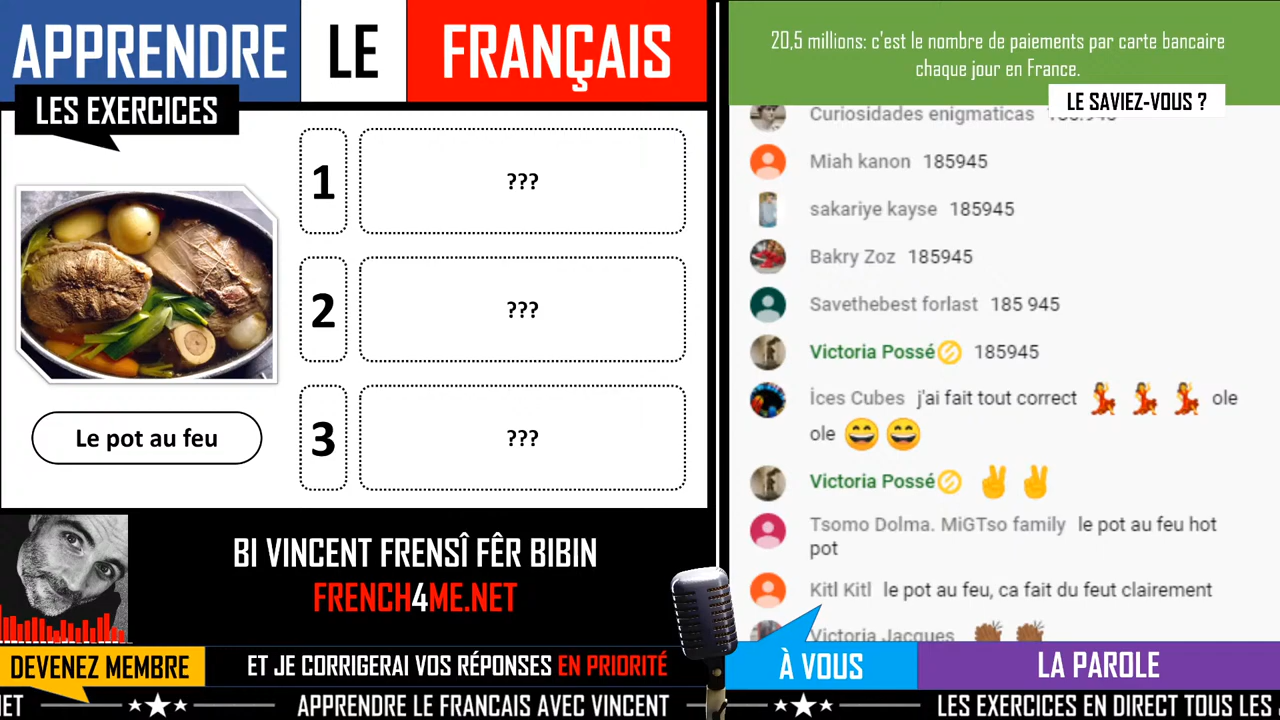 APPRENDRE LE FRANÇAIS
LES EXERCICES
1 ???
2 ???
3 ???
Le pot au feu
BI VINCENT FRENSÎ FÊR BIBIN
FRENCH4ME.NET
DEVENEZ MEMBRE
ET JE CORRIGERAI VOS RÉPONSES EN PRIORITÉ
20,5 millions: c'est le nombre de paiements par carte bancaire
chaque jour en France.
LE SAVIEZ-VOUS ?
Curiosidades enigmaticas
Miah kanon 185945
sakariye kayse 185945
Bakry Zoz 185945
Savethebest forlast 185 945
Victoria Possé 185945
İces Cubes j'ai fait tout correct 💃 💃 💃 ole
ole 😄 😄
Victoria Possé ✌ ✌
Tsomo Dolma. MiGTso family le pot au feu hot
pot
Kitl Kitl le pot au feu, ca fait du feut clairement
Victoria Jacques
À VOUS
LA PAROLE
NET APPRENDRE LE FRANCAIS AVEC VINCENT LES EXERCICES EN DIRECT TOUS LES